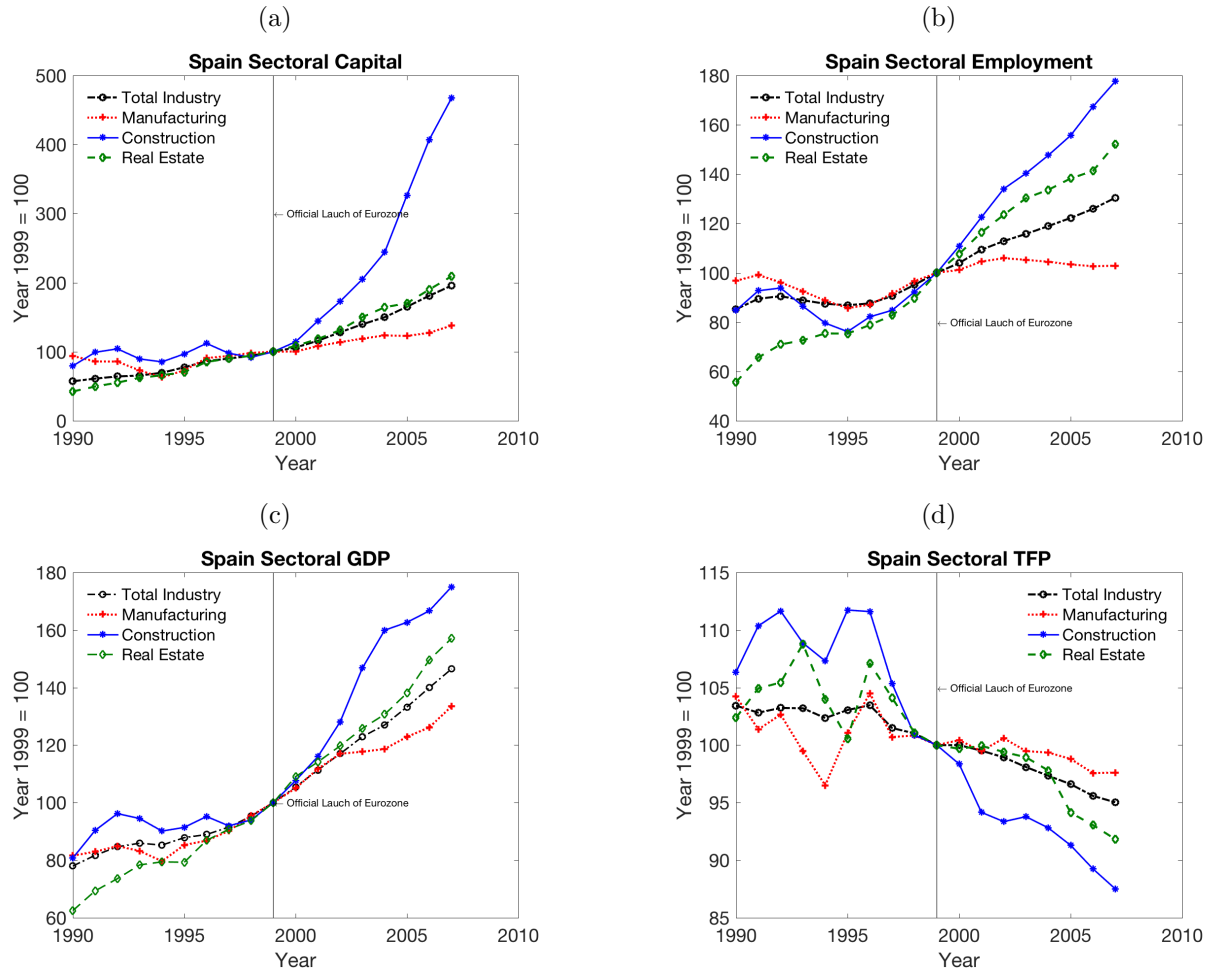 (a)
Spain Sectoral Capital
500
400
300
200
100
0
Year 1999 = 100
Total Industry
Manufacturing
Construction
Real Estate
← Official Lauch of Eurozone
1990 1995 2000 2005 2010
Year
(b)
Spain Sectoral Employment
180
160
140
120
100
80
60
40
Year 1999 = 100
Total Industry
Manufacturing
Construction
Real Estate
← Official Lauch of Eurozone
1990 1995 2000 2005 2010
Year
(c)
Spain Sectoral GDP
180
160
140
120
100
80
60
Year 1999 = 100
Total Industry
Manufacturing
Construction
Real Estate
← Official Lauch of Eurozone
1990 1995 2000 2005 2010
Year
(d)
Spain Sectoral TFP
115
110
105
100
95
90
85
Year 1999 = 100
Total Industry
Manufacturing
Construction
Real Estate
← Official Lauch of Eurozone
1990 1995 2000 2005 2010
Year